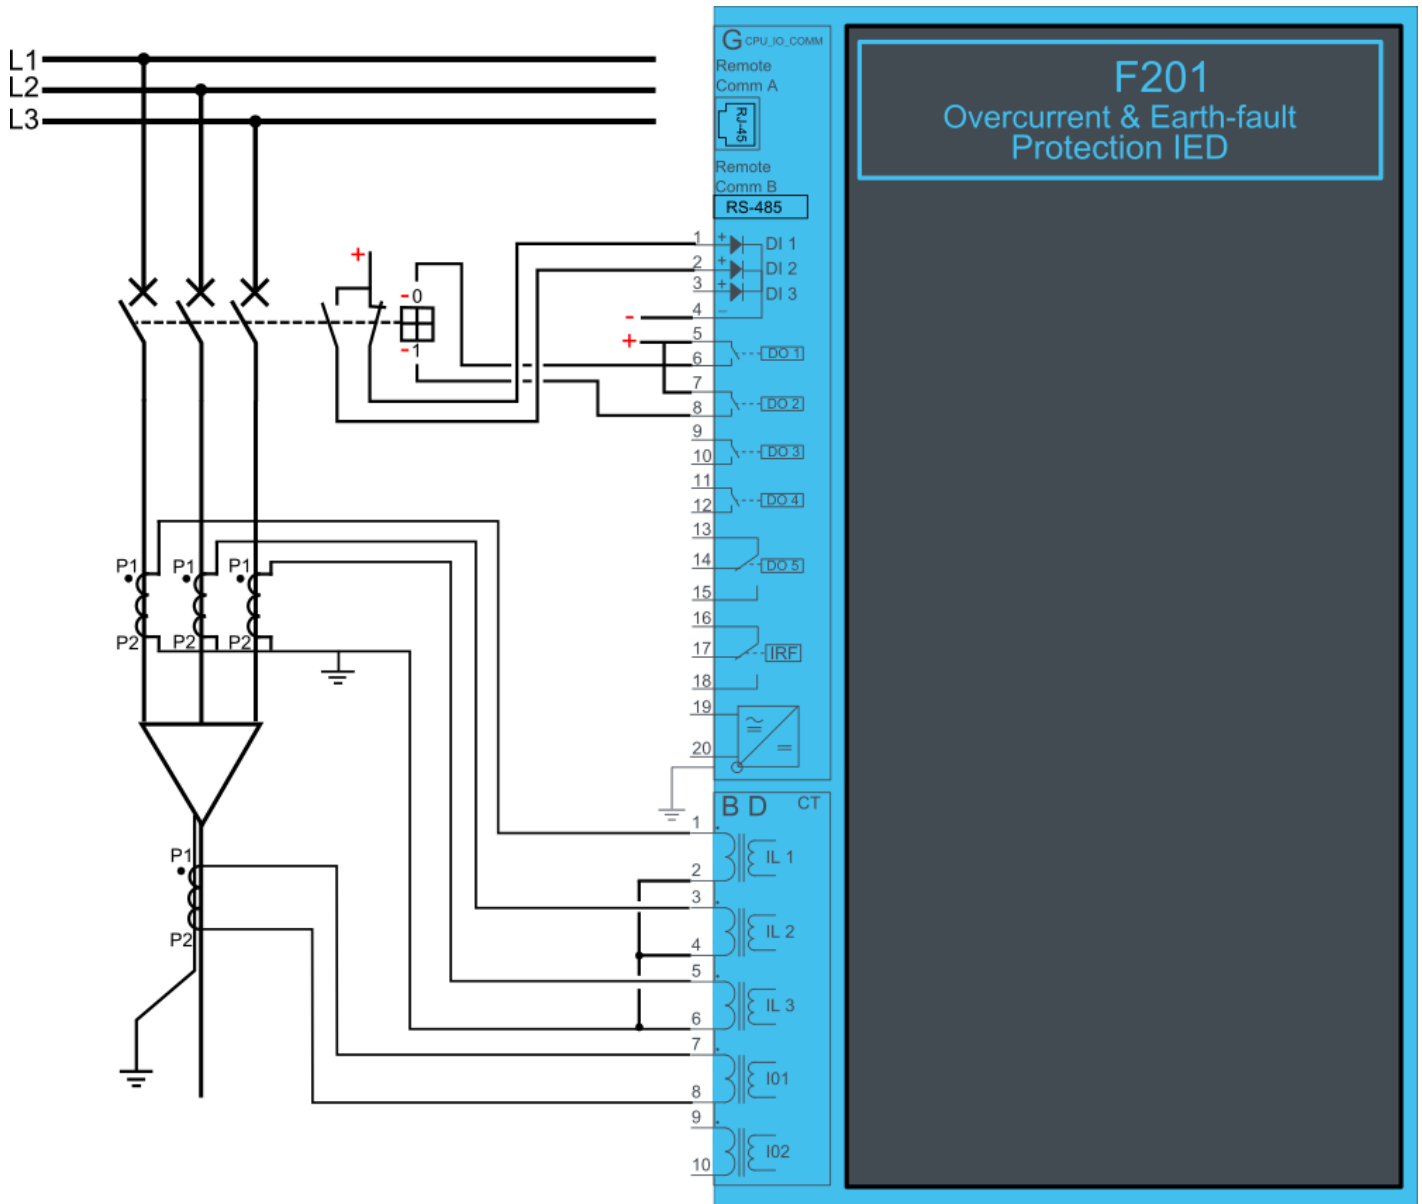 L1
L2
L3
G CPU_IO_COMM
Remote
Comm A
RJ-45
Remote
Comm B
RS-485
F201
Overcurrent & Earth-fault
Protection IED
1 + DI 1
2 + DI 2
3 + DI 3
4 −
+
- 0
- 1
-
+
5
6 DO 1
7
8 DO 2
9
10 DO 3
11
12 DO 4
13
14 DO 5
15
16
17 IRF
18
19
20
P1 P1 P1
P2 P2 P2
B D CT
1
2 IL 1
3
4 IL 2
5
6 IL 3
7
8 I01
9
10 I02
P1
P2